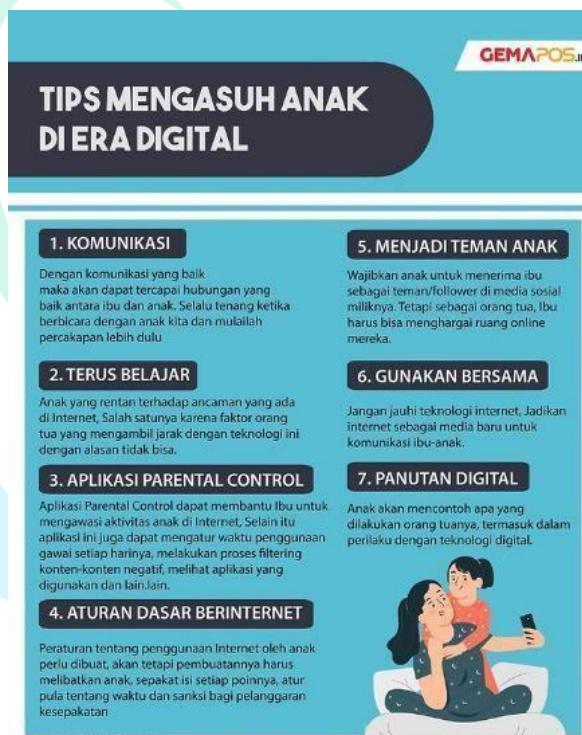 GEMAPOS.
TIPS MENGASUH ANAK
DI ERA DIGITAL
1. KOMUNIKASI
Dengan komunikasi yang baik
maka akan dapat tercapai hubungan yang
baik antara ibu dan anak. Selalu tenang ketika
berbicara dengan anak kita dan mulailah
percakapan lebih dulu
2. TERUS BELAJAR
Anak yang rentan terhadap ancaman yang ada
di Internet, Salah satunya karena faktor orang
tua yang mengambil jarak dengan teknologi ini
dengan alasan tidak bisa.
3. APLIKASI PARENTAL CONTROL
Aplikasi Parental Control dapat membantu Ibu untuk
mengawasi aktivitas anak di Internet, Selain itu
aplikasi ini juga dapat mengatur waktu penggunaan
gawai setiap harinya, melakukan proses filtering
konten-konten negatif, melihat aplikasi yang
digunakan dan lain.lain.
4. ATURAN DASAR BERINTERNET
Peraturan tentang penggunaan Internet oleh anak
perlu dibuat, akan tetapi pembuatannya harus
melibatkan anak, sepakat isi setiap poinnya, atur
pula tentang waktu dan sanksi bagi pelanggaran
kesepakatan
5. MENJADI TEMAN ANAK
Wajibkan anak untuk menerima ibu
sebagai teman/follower di media sosial
miliknya. Tetapi sebagai orang tua, Ibu
harus bisa menghargai ruang online
mereka.
6. GUNAKAN BERSAMA
Jangan jauhi teknologi internet, Jadikan
internet sebagai media baru untuk
komunikasi ibu-anak.
7. PANUTAN DIGITAL
Anak akan mencontoh apa yang
dilakukan orang tuanya, termasuk dalam
perilaku dengan teknologi digital.